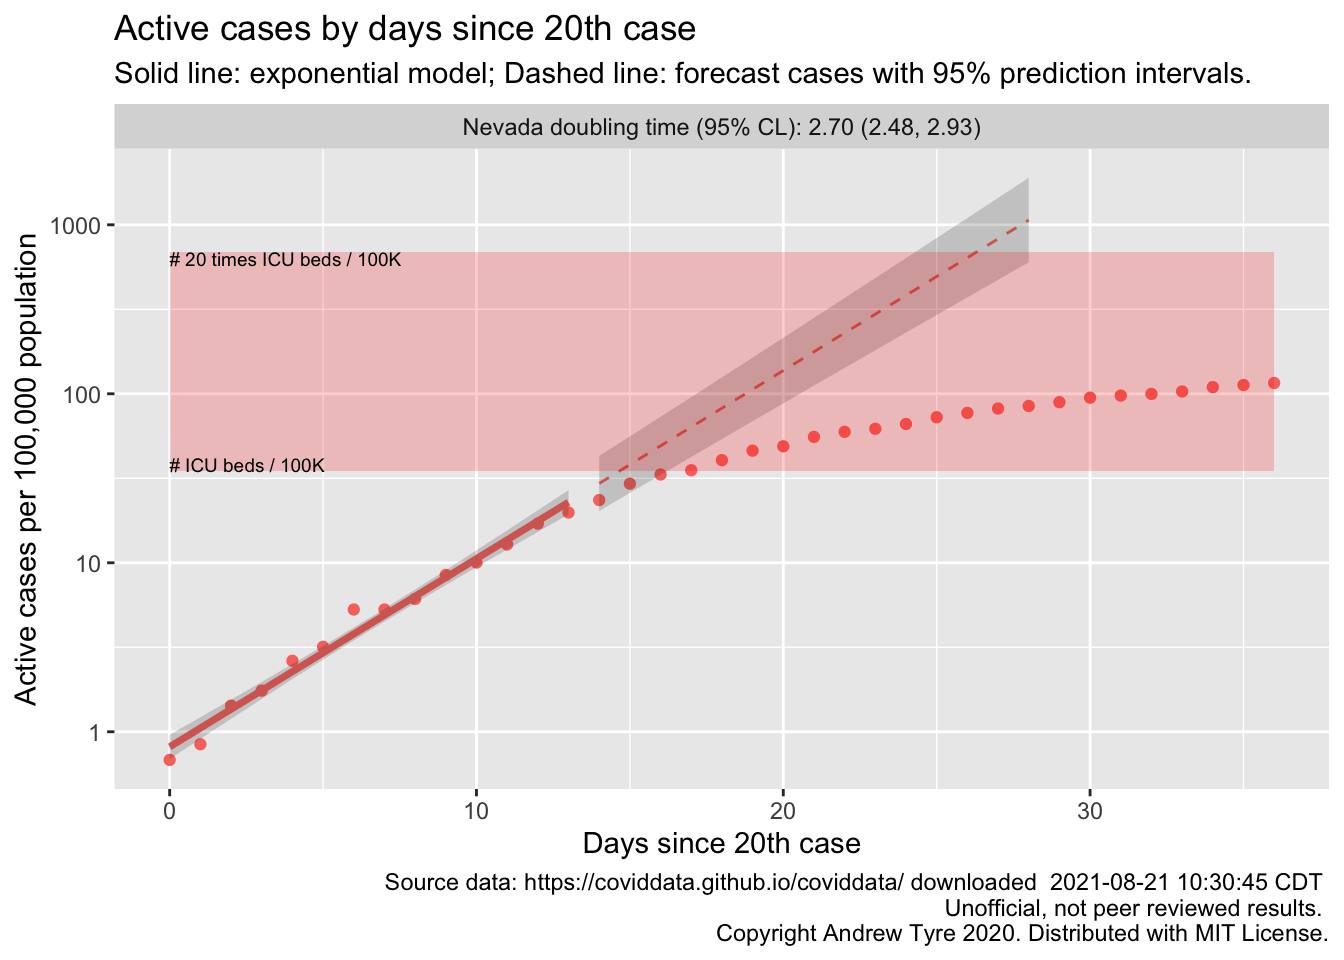 Active cases by days since 20th case
Solid line: exponential model; Dashed line: forecast cases with 95% prediction intervals.
Nevada doubling time (95% CL): 2.70 (2.48, 2.93)
Active cases per 100,000 population
1000
100
10
1
# 20 times ICU beds / 100K
# ICU beds / 100K
0
10
20
30
Days since 20th case
Source data: https://coviddata.github.io/coviddata/ downloaded  2021-08-21 10:30:45 CDT
Unofficial, not peer reviewed results.
Copyright Andrew Tyre 2020. Distributed with MIT License.